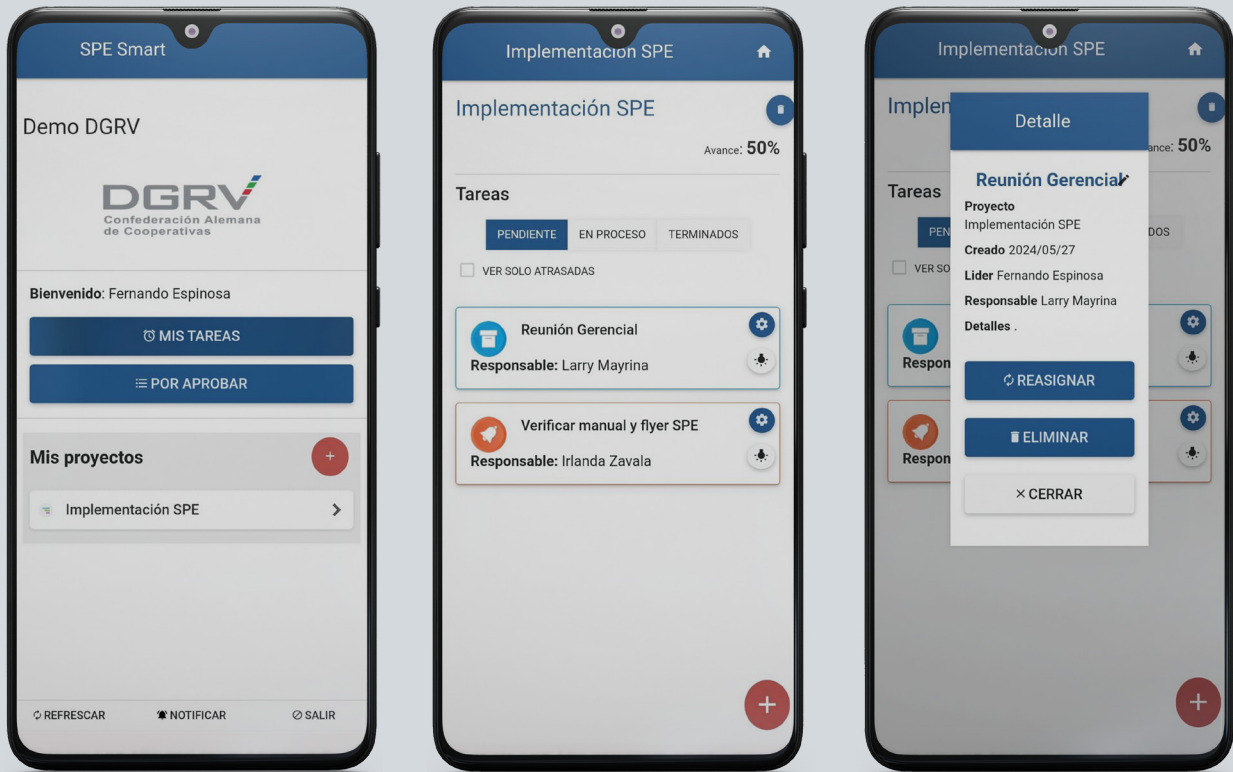 SPE Smart
Demo DGRV
DGRV
Confederación Alemana
de Cooperativas
Bienvenido: Fernando Espinosa
MIS TAREAS
POR APROBAR
Mis proyectos
+
Implementación SPE
REFRESCAR NOTIFICAR SALIR
Implementación SPE
Implementación SPE
Avance: 50%
Tareas
PENDIENTE EN PROCESO TERMINADOS
VER SOLO ATRASADAS
Reunión Gerencial
Responsable: Larry Mayrina
Verificar manual y flyer SPE
Responsable: Irlanda Zavala
+
Implementación SPE
Implen
ance: 50%
Tareas
PEN
DOS
VER SO
Respon
Respon
+
Detalle
Reunión Gerencial
Proyecto
Implementación SPE
Creado 2024/05/27
Lider Fernando Espinosa
Responsable Larry Mayrina
Detalles .
REASIGNAR
ELIMINAR
× CERRAR